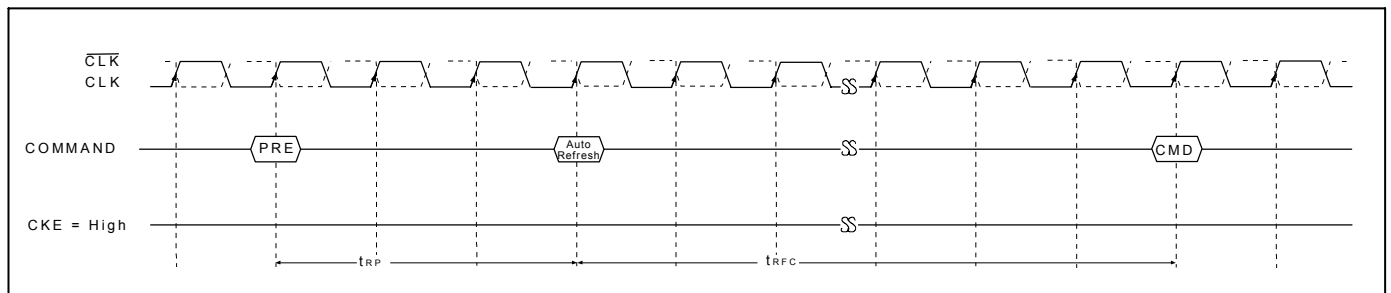 CLK
CLK
COMMAND
PRE
Auto
Refresh
CMD
CKE = High
tRP
tRFC